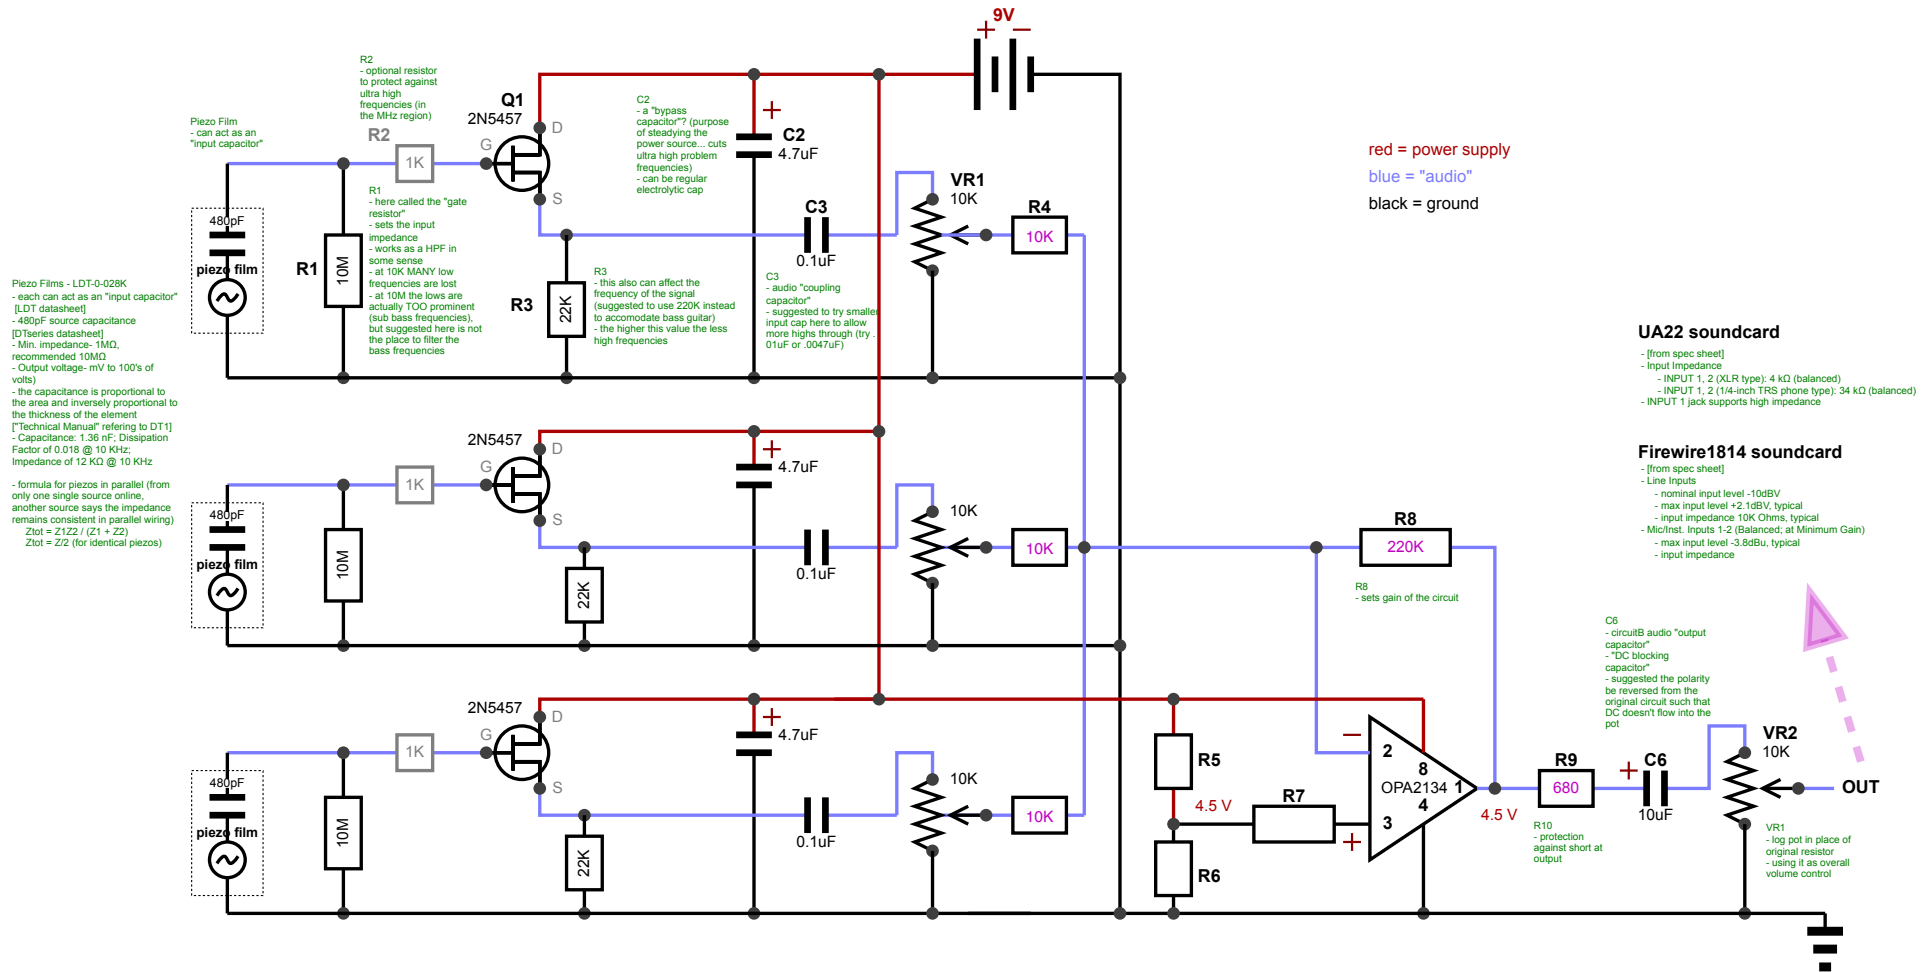 9V
+ −
R2
- optional resistor
to protect against
ultra high
frequencies (in
the MHz region)
Piezo Film
- can act as an
"input capacitor"
R2
1K
Q1
2N5457
D
G
S
C2
- a "bypass
capacitor"? (purpose
of steadying the
power source... cuts
ultra high problem
frequencies)
- can be regular
electrolytic cap
+
C2
4.7uF
VR1
10K
R4
10K
red = power supply
blue = "audio"
black = ground
480pF
piezo film
R1
10M
R1
- here called the "gate
resistor"
- sets the input
impedance
- works as a HPF in
some sense
- at 10K MANY low
frequencies are lost
- at 10M the lows are
actually TOO prominent
(sub bass frequencies),
but suggested here is not
the place to filter the
bass frequencies
R3
22K
R3
- this also can affect the
frequency of the signal
(suggested to use 220K instead
to accomodate bass guitar)
- the higher this value the less
high frequencies
C3
0.1uF
C3
- audio "coupling
capacitor"
- suggested to try smaller
input cap here to allow
more highs through (try .
01uF or .0047uF)
Piezo Films - LDT-0-028K
- each can act as an "input capacitor"
[LDT datasheet]
- 480pF source capacitance
[DTseries datasheet]
- Min. impedance- 1MΩ,
recommended 10MΩ
- Output voltage- mV to 100's of
volts)
- the capacitance is proportional to
the area and inversely proportional to
the thickness of the element
["Technical Manual" refering to DT1]
- Capacitance: 1.36 nF; Dissipation
Factor of 0.018 @ 10 KHz;
Impedance of 12 KΩ @ 10 KHz
- formula for piezos in parallel (from
only one single source online,
another source says the impedance
remains consistent in parallel wiring)
Ztot = Z1Z2 / (Z1 + Z2)
Ztot = Z/2 (for identical piezos)
UA22 soundcard
- [from spec sheet]
- Input Impedance
- INPUT 1, 2 (XLR type): 4 kΩ (balanced)
- INPUT 1, 2 (1/4-inch TRS phone type): 34 kΩ (balanced)
- INPUT 1 jack supports high impedance
Firewire1814 soundcard
- [from spec sheet]
- Line Inputs
- nominal input level -10dBV
- max input level +2.1dBV, typical
- input impedance 10K Ohms, typical
- Mic/Inst. Inputs 1-2 (Balanced; at Minimum Gain)
- max input level -3.8dBu, typical
- input impedance
2N5457
D
G
S
1K
+
4.7uF
10K
10K
480pF
piezo film
10M
22K
0.1uF
R8
220K
R8
- sets gain of the circuit
C6
- circuitB audio "output
capacitor"
- "DC blocking
capacitor"
- suggested the polarity
be reversed from the
original circuit such that
DC doesn't flow into the
pot
2N5457
D
G
S
1K
+
4.7uF
10K
10K
480pF
piezo film
10M
22K
0.1uF
R5
4.5 V
R6
R7
−
2
8
OPA2134
1
4
3
+
4.5 V
R9
680
+
C6
10uF
VR2
10K
OUT
R10
- protection
against short at
output
VR1
- log pot in place of
original resistor
- using it as overall
volume control